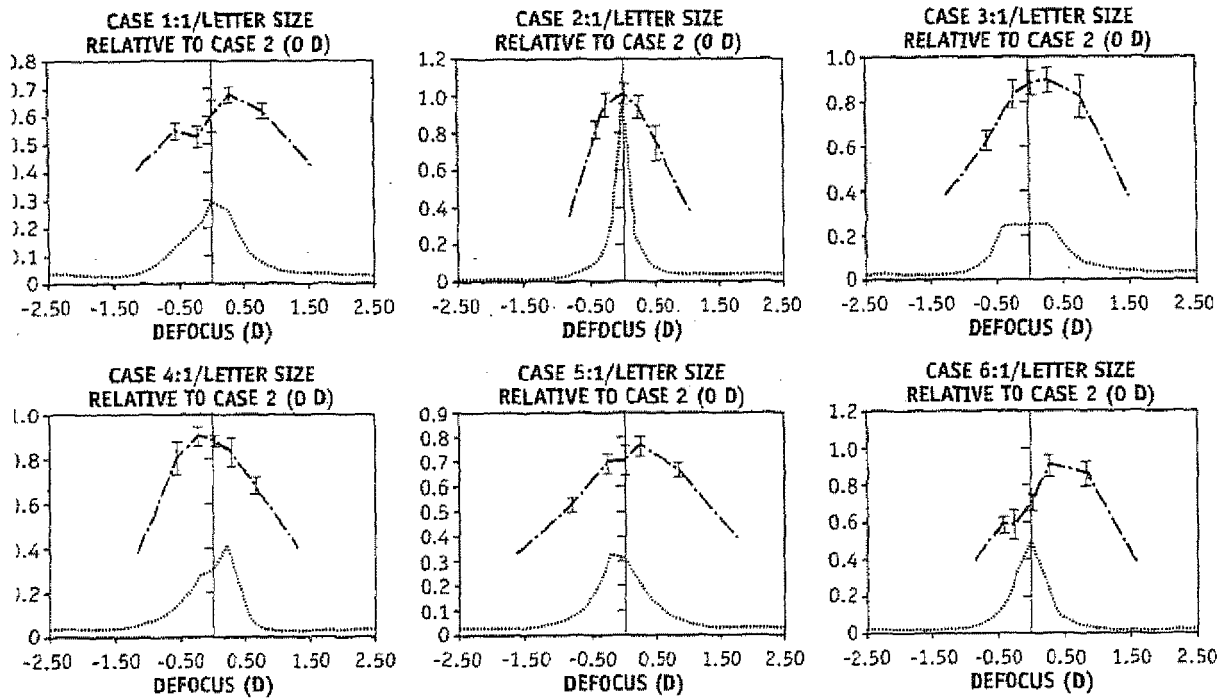 CASE 1:1/LETTER SIZE
RELATIVE TO CASE 2 (0 D)
0.8
0.7
0.6
0.5
0.4
0.3
0.2
0.1
0
-2.50 -1.50 -0.50 0.50 1.50 2.50
DEFOCUS (D)
CASE 2:1/LETTER SIZE
RELATIVE TO CASE 2 (0 D)
1.2
1.0
0.8
0.6
0.4
0.2
0
-2.50 -1.50 -0.50 0.50 1.50 2.50
DEFOCUS (D)
CASE 3:1/LETTER SIZE
RELATIVE TO CASE 2 (0 D)
1.0
0.8
0.6
0.4
0.2
0
-2.50 -1.50 -0.50 0.50 1.50 2.50
DEFOCUS (D)
CASE 4:1/LETTER SIZE
RELATIVE TO CASE 2 (0 D)
1.0
0.8
0.6
0.4
0.2
0
-2.50 -1.50 -0.50 0.50 1.50 2.50
DEFOCUS (D)
CASE 5:1/LETTER SIZE
RELATIVE TO CASE 2 (0 D)
0.9
0.8
0.7
0.6
0.5
0.4
0.3
0.2
0.1
0
-2.50 -1.50 -0.50 0.50 1.50 2.50
DEFOCUS (D)
CASE 6:1/LETTER SIZE
RELATIVE TO CASE 2 (0 D)
1.2
1.0
0.8
0.6
0.4
0.2
0
-2.50 -1.50 -0.50 0.50 1.50 2.50
DEFOCUS (D)